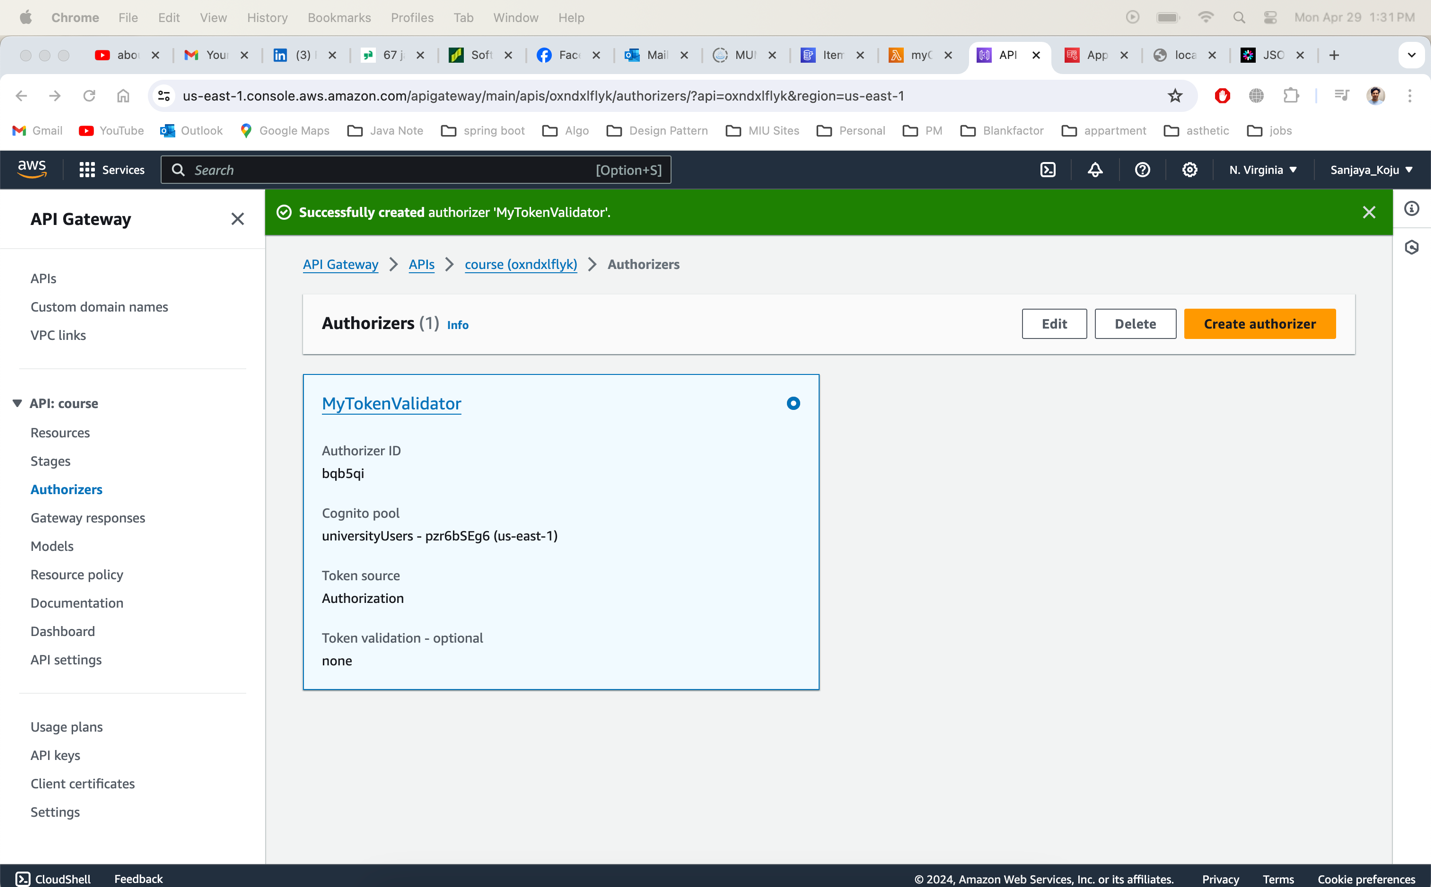 Chrome File Edit View History Bookmarks Profiles Tab Window Help Mon Apr 29 1:31 PM
abo You (3) 67 j Soft Fac Mail MU Item my API App loca JSO
us-east-1.console.aws.amazon.com/apigateway/main/apis/oxndxlflyk/authorizers/?api=oxndxlflyk&region=us-east-1
Gmail YouTube Outlook Google Maps Java Note spring boot Algo Design Pattern MIU Sites Personal PM Blankfactor appartment asthetic jobs
aws Services Search [Option+S] N. Virginia Sanjaya_Koju
API Gateway
Successfully created authorizer 'MyTokenValidator'.
API Gateway APIs course (oxndxlflyk) Authorizers
APIs
Custom domain names
VPC links
API: course
Resources
Stages
Authorizers
Gateway responses
Models
Resource policy
Documentation
Dashboard
API settings
Usage plans
API keys
Client certificates
Settings
Authorizers (1) Info Edit Delete Create authorizer
MyTokenValidator
Authorizer ID
bqb5qi
Cognito pool
universityUsers - pzr6bSEg6 (us-east-1)
Token source
Authorization
Token validation - optional
none
CloudShell Feedback © 2024, Amazon Web Services, Inc. or its affiliates. Privacy Terms Cookie preferences